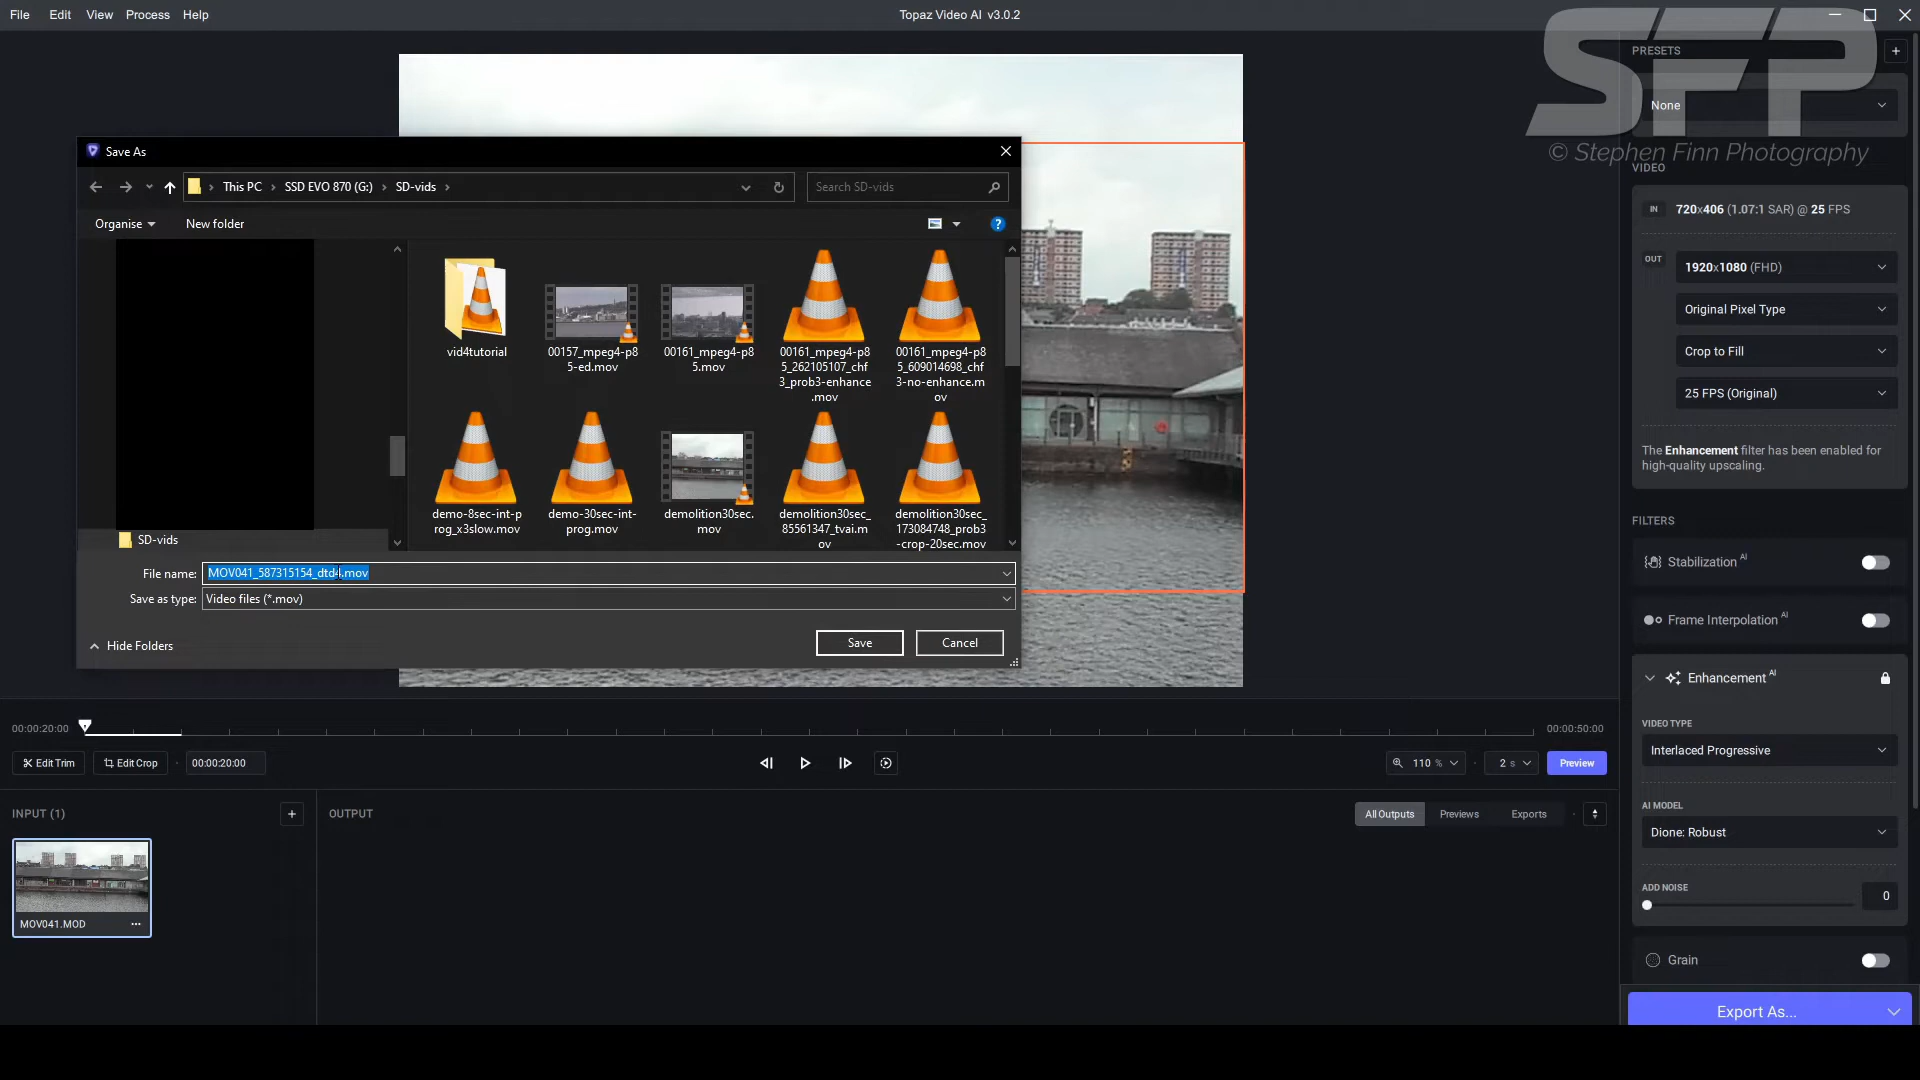 File Edit View Process Help
Topaz Video AI v3.0.2
SFP
© Stephen Finn Photography
PRESETS
None
VIDEO
IN 720x406 (1.07:1 SAR) @ 25 FPS
OUT 1920x1080 (FHD)
Original Pixel Type
Crop to Fill
25 FPS (Original)
The Enhancement filter has been enabled for
high-quality upscaling.
FILTERS
Stabilization AI
Frame Interpolation AI
Enhancement AI
VIDEO TYPE
Interlaced Progressive
AI MODEL
Dione: Robust
ADD NOISE
0
Grain
Export As...
Save As
This PC SSD EVO 870 (G:) SD-vids
Search SD-vids
Organise New folder
vid4tutorial
00157_mpeg4-p8
5-ed.mov
00161_mpeg4-p8
5.mov
00161_mpeg4-p8
5_262105107_chf
3_prob3-enhance
.mov
00161_mpeg4-p8
5_609014698_chf
3-no-enhance.m
ov
demo-8sec-int-p
rog_x3slow.mov
demo-30sec-int-
prog.mov
demolition30sec.
mov
demolition30sec_
85561347_tvai.m
ov
demolition30sec_
173084748_prob3
-crop-20sec.mov
SD-vids
File name: MOV041_587315154_dtd4.mov
Save as type: Video files (*.mov)
Hide Folders
Save Cancel
00:00:20:00
00:00:50:00
Edit Trim Edit Crop 00:00:20:00
110 % 2 s Preview
INPUT (1)
OUTPUT
All Outputs Previews Exports
MOV041.MOD